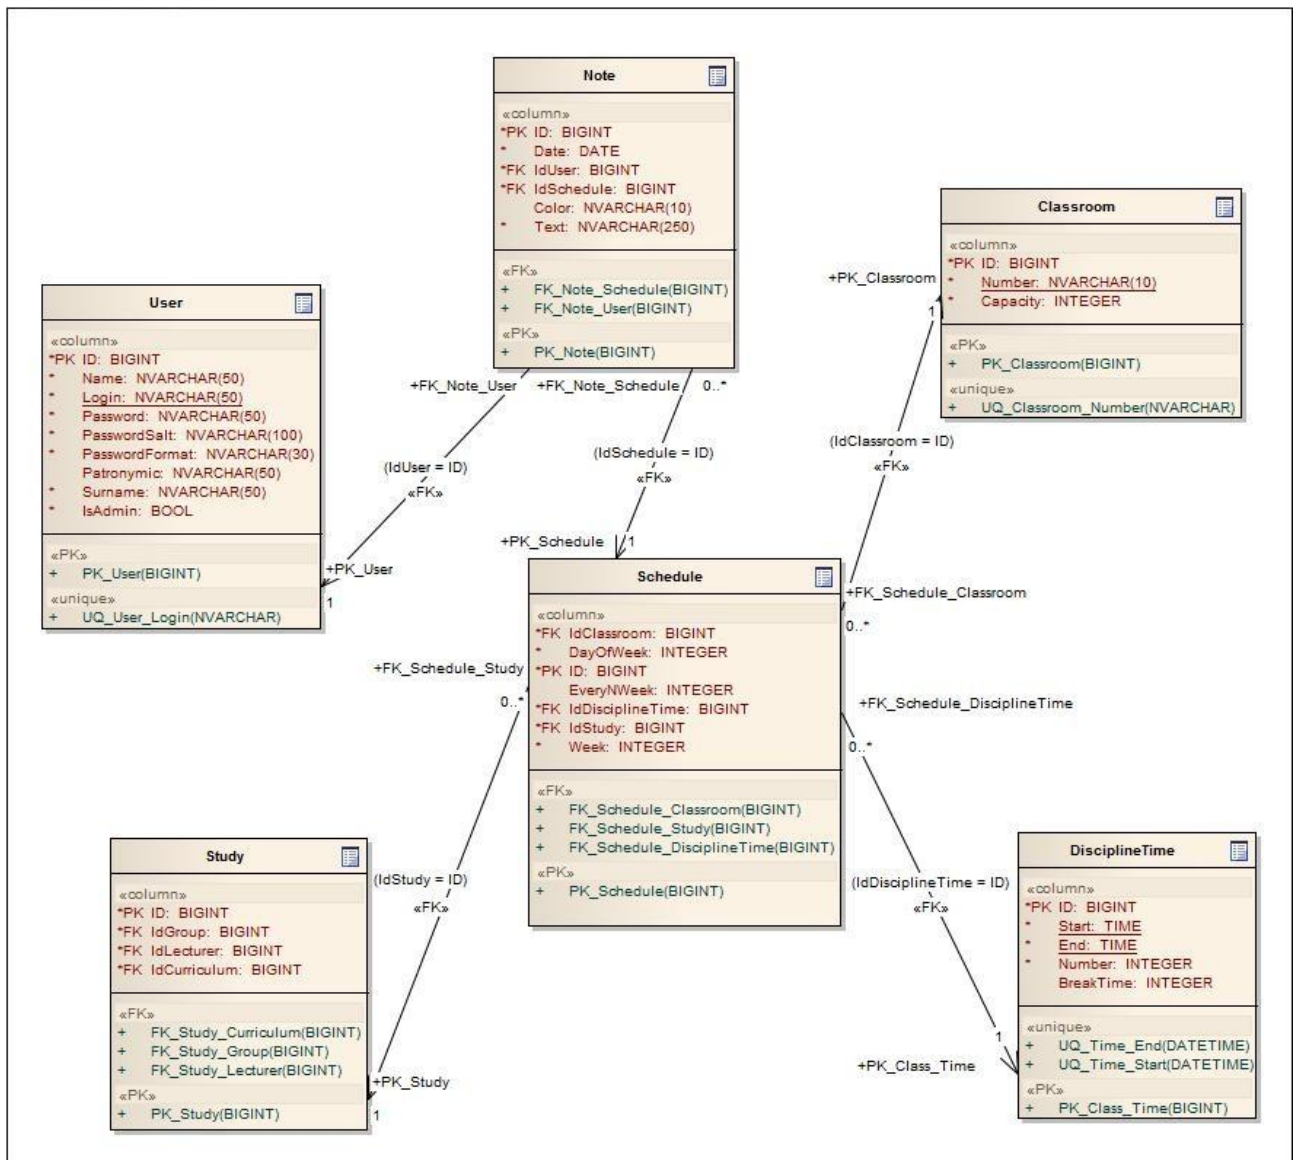 Note
«column»
*PK ID: BIGINT
* Date: DATE
*FK IdUser: BIGINT
*FK IdSchedule: BIGINT
Color: NVARCHAR(10)
* Text: NVARCHAR(250)
«FK»
+ FK_Note_Schedule(BIGINT)
+ FK_Note_User(BIGINT)
«PK»
+ PK_Note(BIGINT)
Classroom
«column»
*PK ID: BIGINT
* Number: NVARCHAR(10)
* Capacity: INTEGER
«PK»
+ PK_Classroom(BIGINT)
«unique»
+ UQ_Classroom_Number(NVARCHAR)
+PK_Classroom
1
User
«column»
*PK ID: BIGINT
* Name: NVARCHAR(50)
* Login: NVARCHAR(50)
* Password: NVARCHAR(50)
* PasswordSalt: NVARCHAR(100)
* PasswordFormat: NVARCHAR(30)
Patronymic: NVARCHAR(50)
* Surname: NVARCHAR(50)
* IsAdmin: BOOL
«PK»
+ PK_User(BIGINT)
«unique»
+ UQ_User_Login(NVARCHAR)
+FK_Note_User
+FK_Note_Schedule
0..*
(IdUser = ID)
«FK»
(IdSchedule = ID)
«FK»
(IdClassroom = ID)
«FK»
+PK_User
1
+PK_Schedule
1
+FK_Schedule_Classroom
0..*
Schedule
«column»
*FK IdClassroom: BIGINT
* DayOfWeek: INTEGER
*PK ID: BIGINT
EveryNWeek: INTEGER
*FK IdDisciplineTime: BIGINT
*FK IdStudy: BIGINT
* Week: INTEGER
«FK»
+ FK_Schedule_Classroom(BIGINT)
+ FK_Schedule_Study(BIGINT)
+ FK_Schedule_DisciplineTime(BIGINT)
«PK»
+ PK_Schedule(BIGINT)
+FK_Schedule_Study
0..*
+FK_Schedule_DisciplineTime
0..*
Study
«column»
*PK ID: BIGINT
*FK IdGroup: BIGINT
*FK IdLecturer: BIGINT
*FK IdCurriculum: BIGINT
«FK»
+ FK_Study_Curriculum(BIGINT)
+ FK_Study_Group(BIGINT)
+ FK_Study_Lecturer(BIGINT)
«PK»
+ PK_Study(BIGINT)
(IdStudy = ID)
«FK»
+PK_Study
1
(IdDisciplineTime = ID)
«FK»
1
+PK_Class_Time
DisciplineTime
«column»
*PK ID: BIGINT
* Start: TIME
* End: TIME
* Number: INTEGER
BreakTime: INTEGER
«unique»
+ UQ_Time_End(DATETIME)
+ UQ_Time_Start(DATETIME)
«PK»
+ PK_Class_Time(BIGINT)